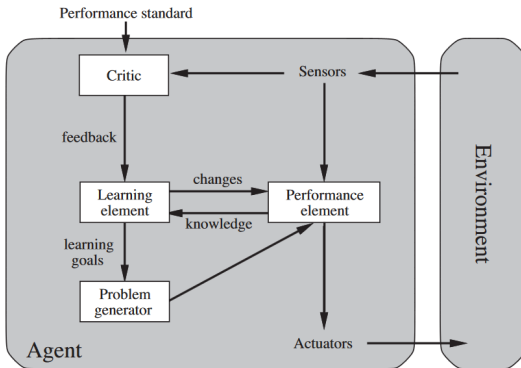 Performance standard
Critic
Sensors
feedback
changes
Learning
element
Performance
element
knowledge
learning
goals
Problem
generator
Agent
Actuators
Environment